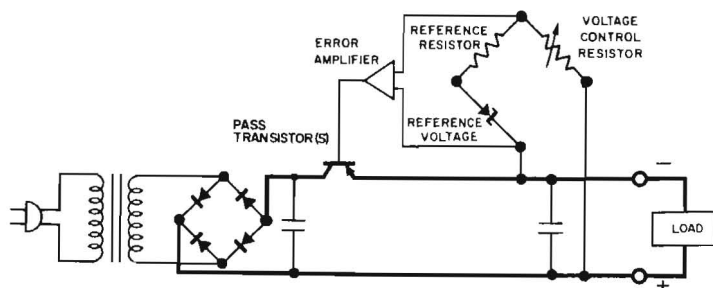 ERROR
AMPLIFIER
REFERENCE
RESISTOR
VOLTAGE
CONTROL
RESISTOR
REFERENCE
VOLTAGE
PASS
TRANSISTOR(S)
−
LOAD
+